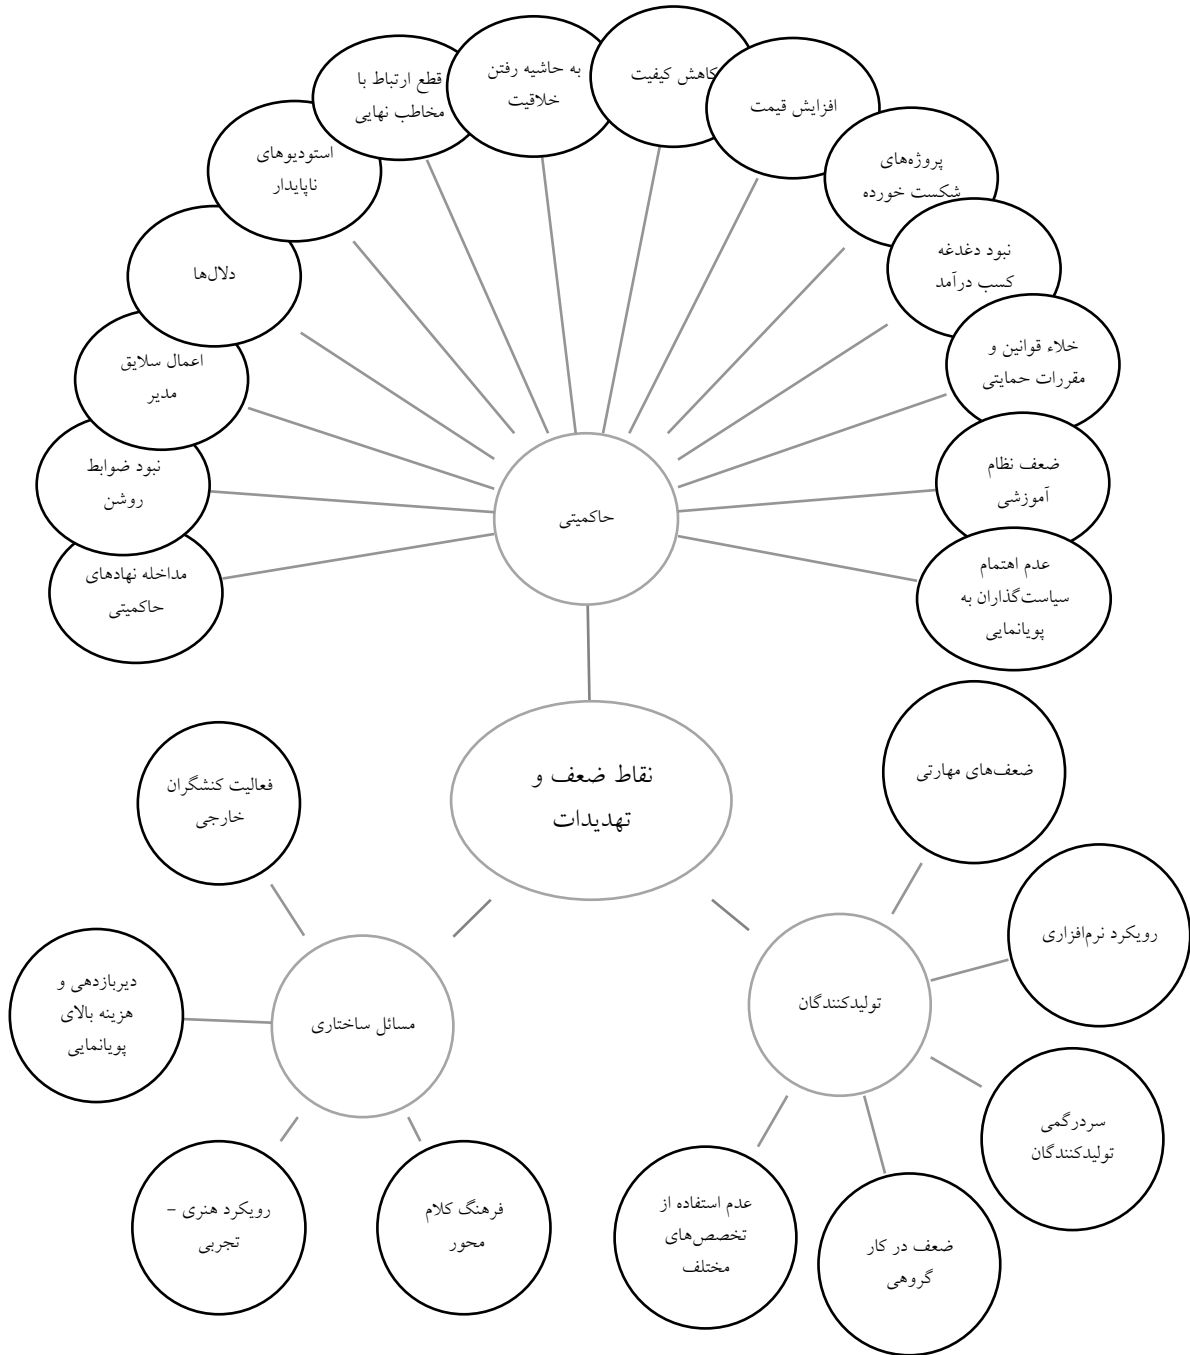 کاهش کیفیت
به حاشیه رفتن
خلاقیت
قطع ارتباط با
مخاطب نهایی
افزایش قیمت
استودیوهای
ناپایدار
پروژه‌های
شکست خورده
دلال‌ها
نبود دغدغه
کسب درآمد
اعمال سلایق
مدیر
خلاء قوانین و
مقررات حمایتی
نبود ضوابط
روشن
ضعف نظام
آموزشی
حاکمیتی
مداخله نهادهای
حاکمیتی
عدم اهتمام
سیاست‌گذاران به
پویانمایی
نقاط ضعف و
تهدیدات
ضعف‌های مهارتی
فعالیت کنشگران
خارجی
رویکرد نرم‌افزاری
دیربازدهی و
هزینه بالای
پویانمایی
مسائل ساختاری
تولیدکنندگان
سردرگمی
تولیدکنندگان
رویکرد هنری –
تجربی
فرهنگ کلام
محور
عدم استفاده از
تخصص‌های
مختلف
ضعف در کار
گروهی